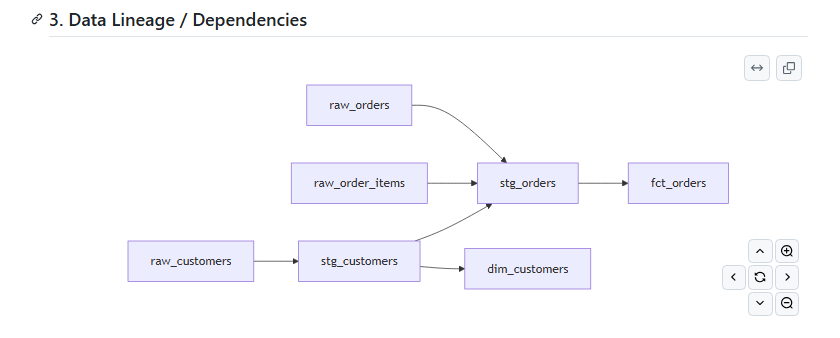 3. Data Lineage / Dependencies
raw_orders
raw_order_items
stg_orders
fct_orders
raw_customers
stg_customers
dim_customers